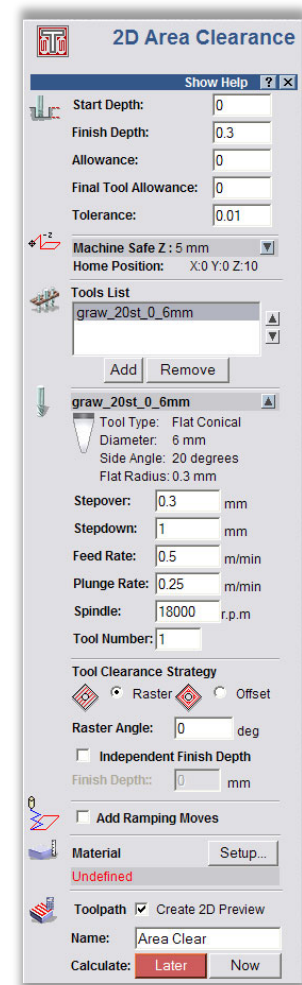 2D Area Clearance
Show Help ? X
Start Depth: 0
Finish Depth: 0.3
Allowance: 0
Final Tool Allowance: 0
Tolerance: 0.01
-z
Machine Safe Z : 5 mm
Home Position: X:0 Y:0 Z:10
Tools List
graw_20st_0_6mm
Add Remove
graw_20st_0_6mm
Tool Type: Flat Conical
Diameter: 6 mm
Side Angle: 20 degrees
Flat Radius: 0.3 mm
Stepover: 0.3 mm
Stepdown: 1 mm
Feed Rate: 0.5 m/min
Plunge Rate: 0.25 m/min
Spindle: 18000 r.p.m
Tool Number: 1
Tool Clearance Strategy
Raster Offset
Raster Angle: 0 deg
Independent Finish Depth
Finish Depth:: 0 mm
Add Ramping Moves
Material Setup...
Undefined
Toolpath Create 2D Preview
Name: Area Clear
Calculate: Later Now